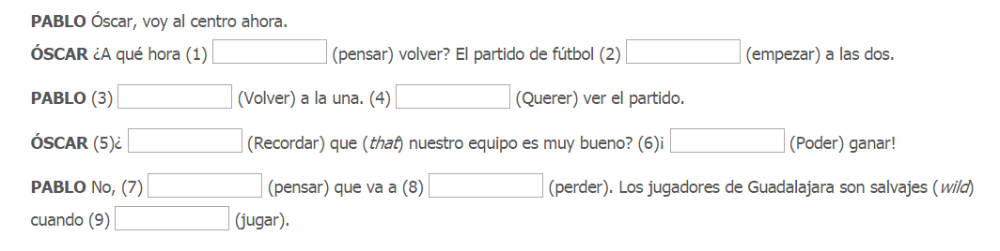 PABLO Óscar, voy al centro ahora.
ÓSCAR ¿A qué hora (1) (pensar) volver? El partido de fútbol (2) (empezar) a las dos.
PABLO (3) (Volver) a la una. (4) (Querer) ver el partido.
ÓSCAR (5)¿ (Recordar) que (that) nuestro equipo es muy bueno? (6)¡ (Poder) ganar!
PABLO No, (7) (pensar) que va a (8) (perder). Los jugadores de Guadalajara son salvajes (wild)
cuando (9) (jugar).